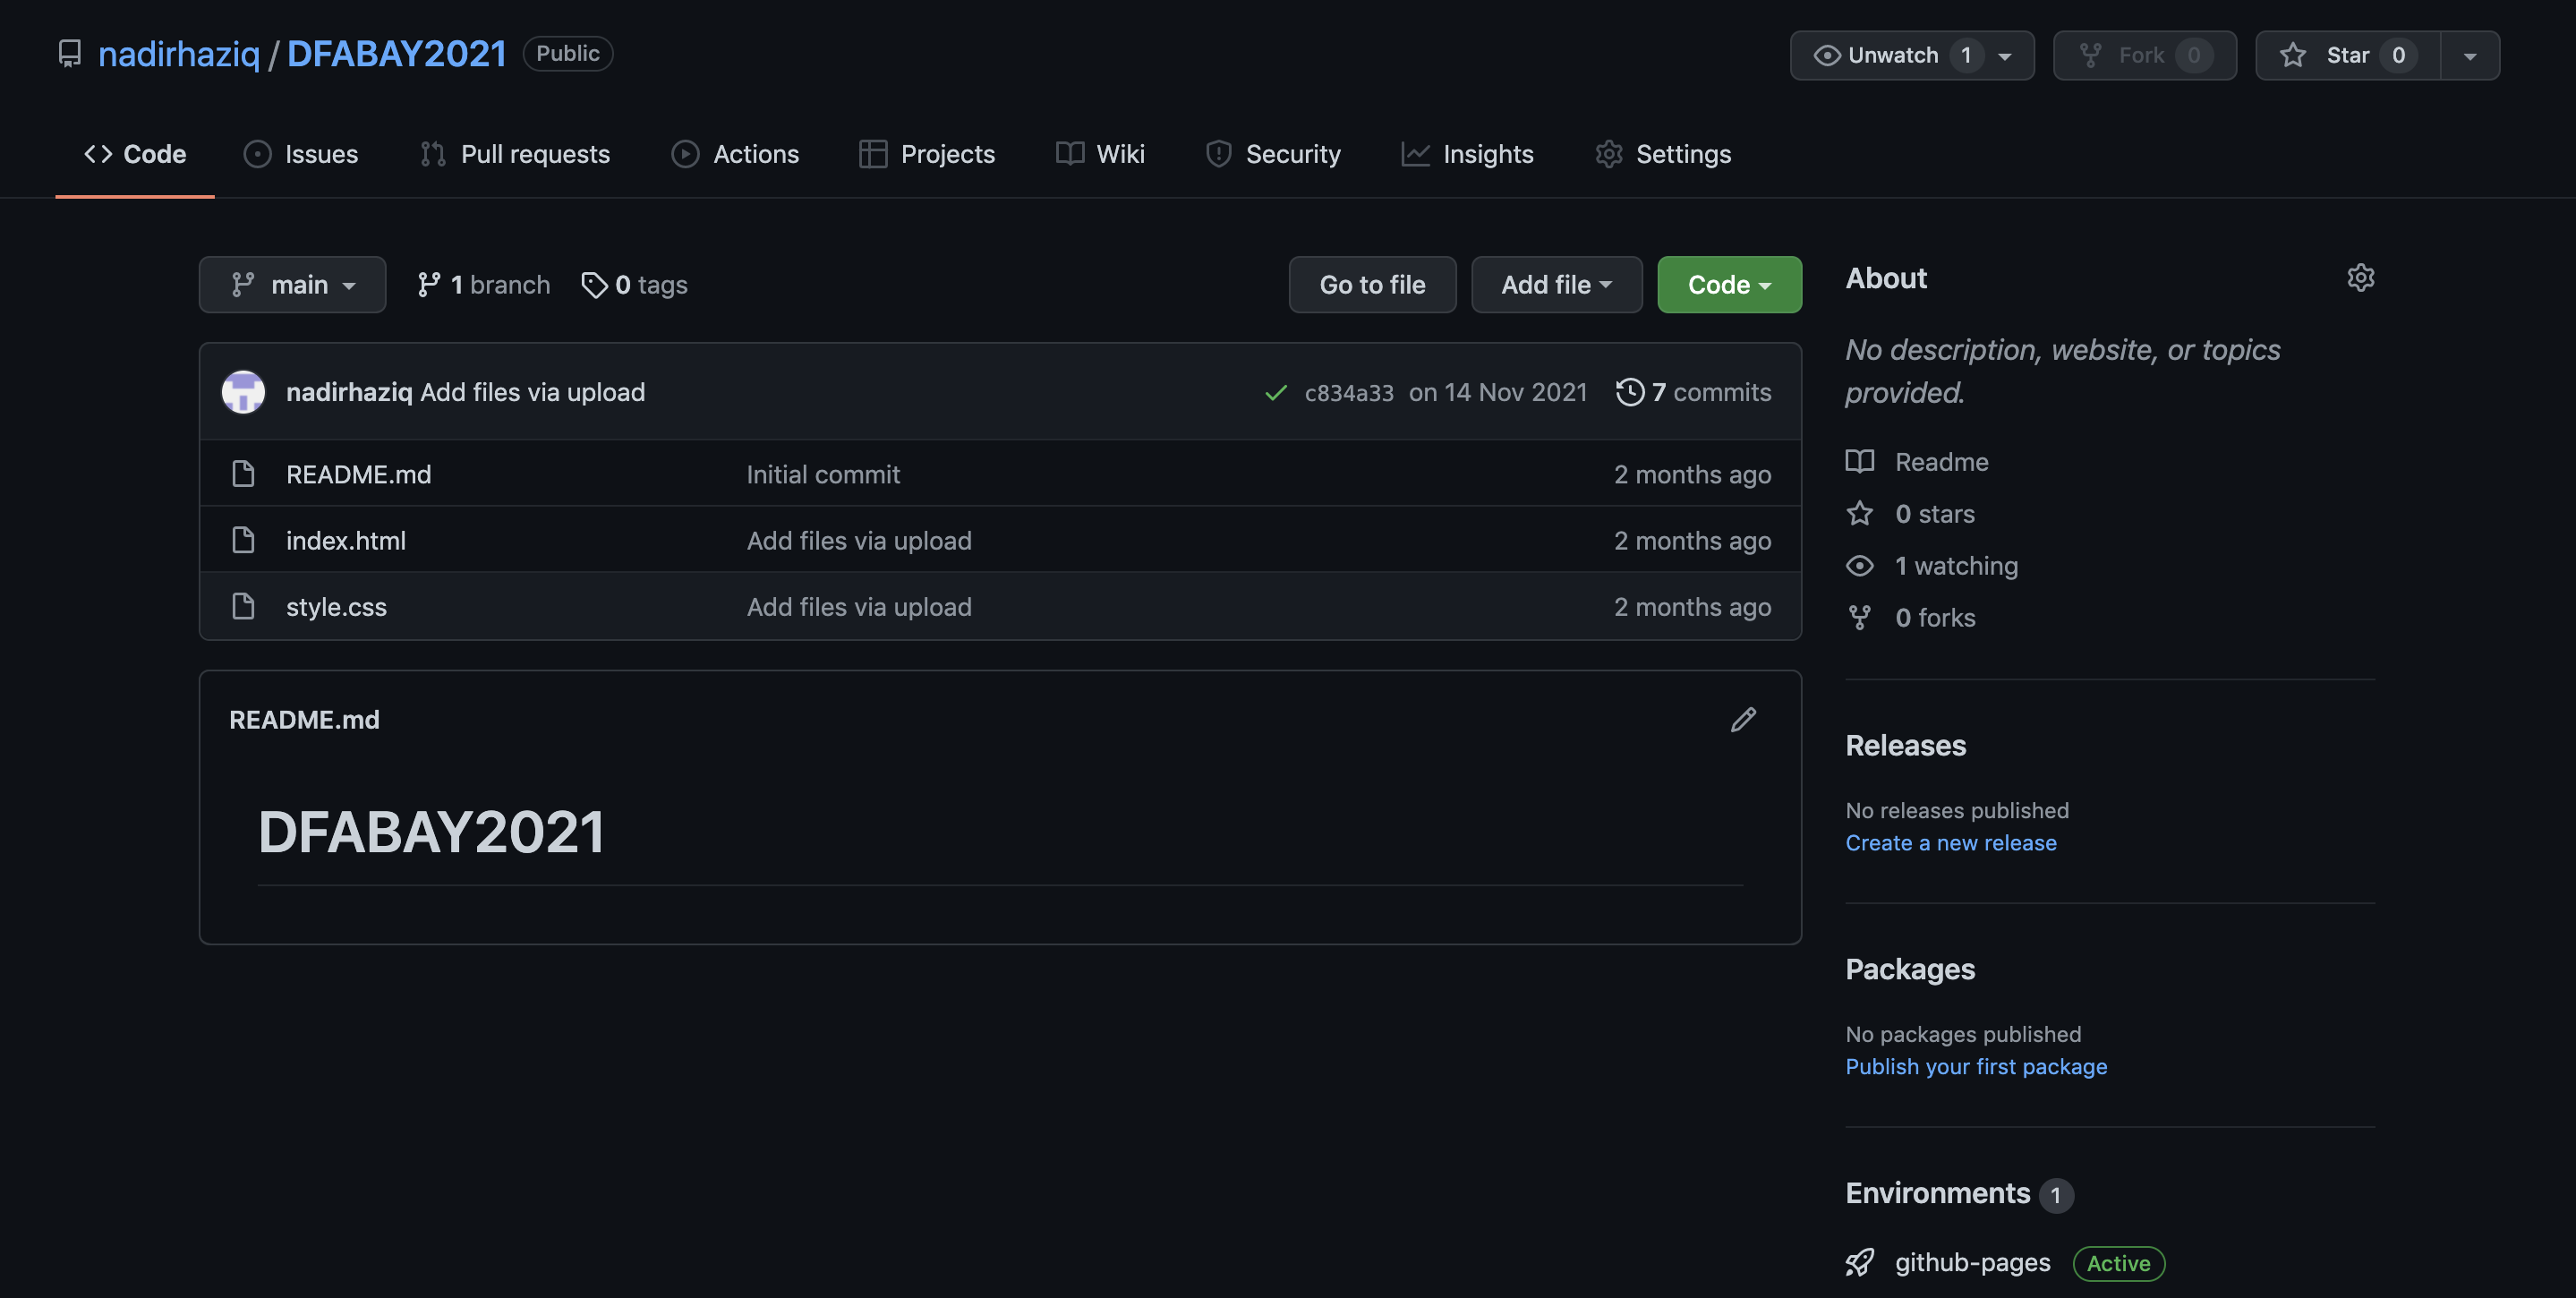 nadirhaziq / DFABAY2021 Public Unwatch 1 Fork 0 Star 0
Code Issues Pull requests Actions Projects Wiki Security Insights Settings
main 1 branch 0 tags Go to file Add file Code
nadirhaziq Add files via upload c834a33 on 14 Nov 2021 7 commits
README.md Initial commit 2 months ago
index.html Add files via upload 2 months ago
style.css Add files via upload 2 months ago
README.md
DFABAY2021
About
No description, website, or topics
provided.
Readme
0 stars
1 watching
0 forks
Releases
No releases published
Create a new release
Packages
No packages published
Publish your first package
Environments 1
github-pages Active